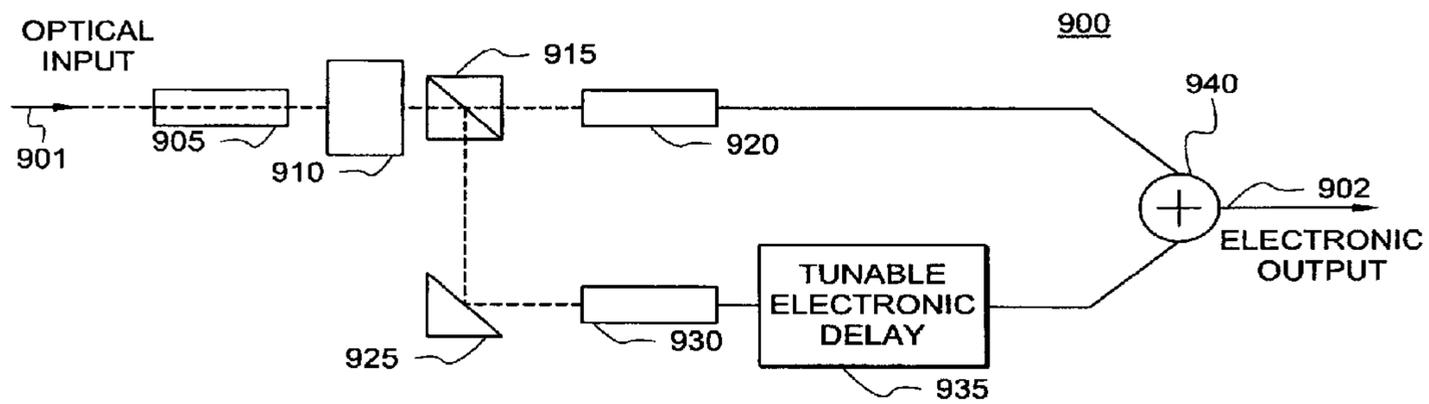 OPTICAL
INPUT
901
905
910
915
920
900
940
902
ELECTRONIC
OUTPUT
925
930
TUNABLE
ELECTRONIC
DELAY
935